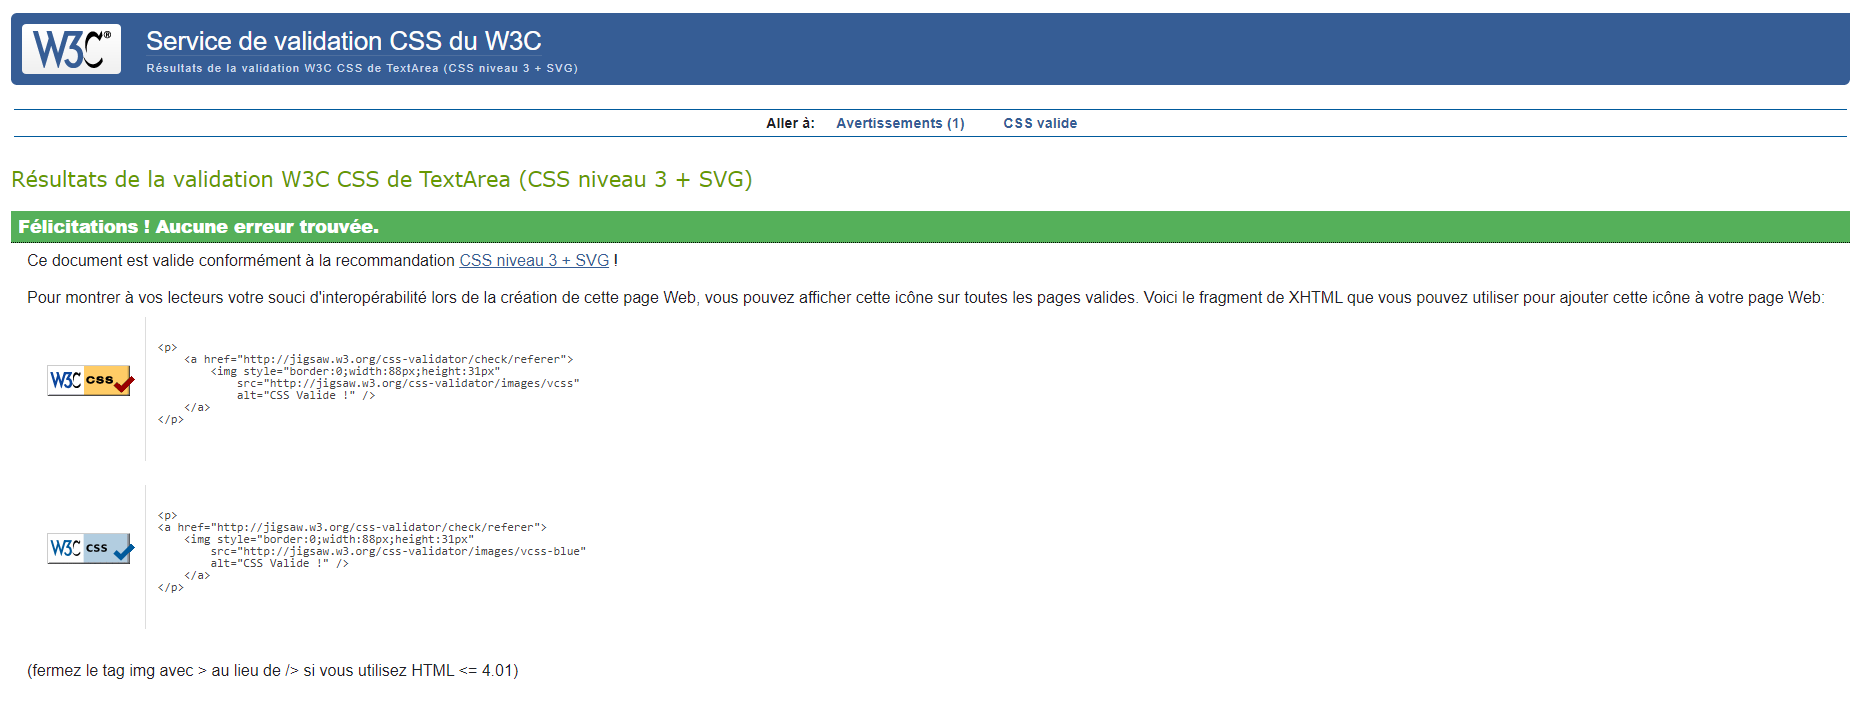 W3C® Service de validation CSS du W3C
Résultats de la validation W3C CSS de TextArea (CSS niveau 3 + SVG)
Aller à: Avertissements (1) CSS valide
Résultats de la validation W3C CSS de TextArea (CSS niveau 3 + SVG)
Félicitations ! Aucune erreur trouvée.
Ce document est valide conformément à la recommandation CSS niveau 3 + SVG !
Pour montrer à vos lecteurs votre souci d'interopérabilité lors de la création de cette page Web, vous pouvez afficher cette icône sur toutes les pages valides. Voici le fragment de XHTML que vous pouvez utiliser pour ajouter cette icône à votre page Web:
W3C css
<p>
<a href="http://jigsaw.w3.org/css-validator/check/referer">
<img style="border:0;width:88px;height:31px"
src="http://jigsaw.w3.org/css-validator/images/vcss"
alt="CSS Valide !" />
</a>
</p>
W3C css
<p>
<a href="http://jigsaw.w3.org/css-validator/check/referer">
<img style="border:0;width:88px;height:31px"
src="http://jigsaw.w3.org/css-validator/images/vcss-blue"
alt="CSS Valide !" />
</a>
</p>
(fermez le tag img avec > au lieu de /> si vous utilisez HTML <= 4.01)